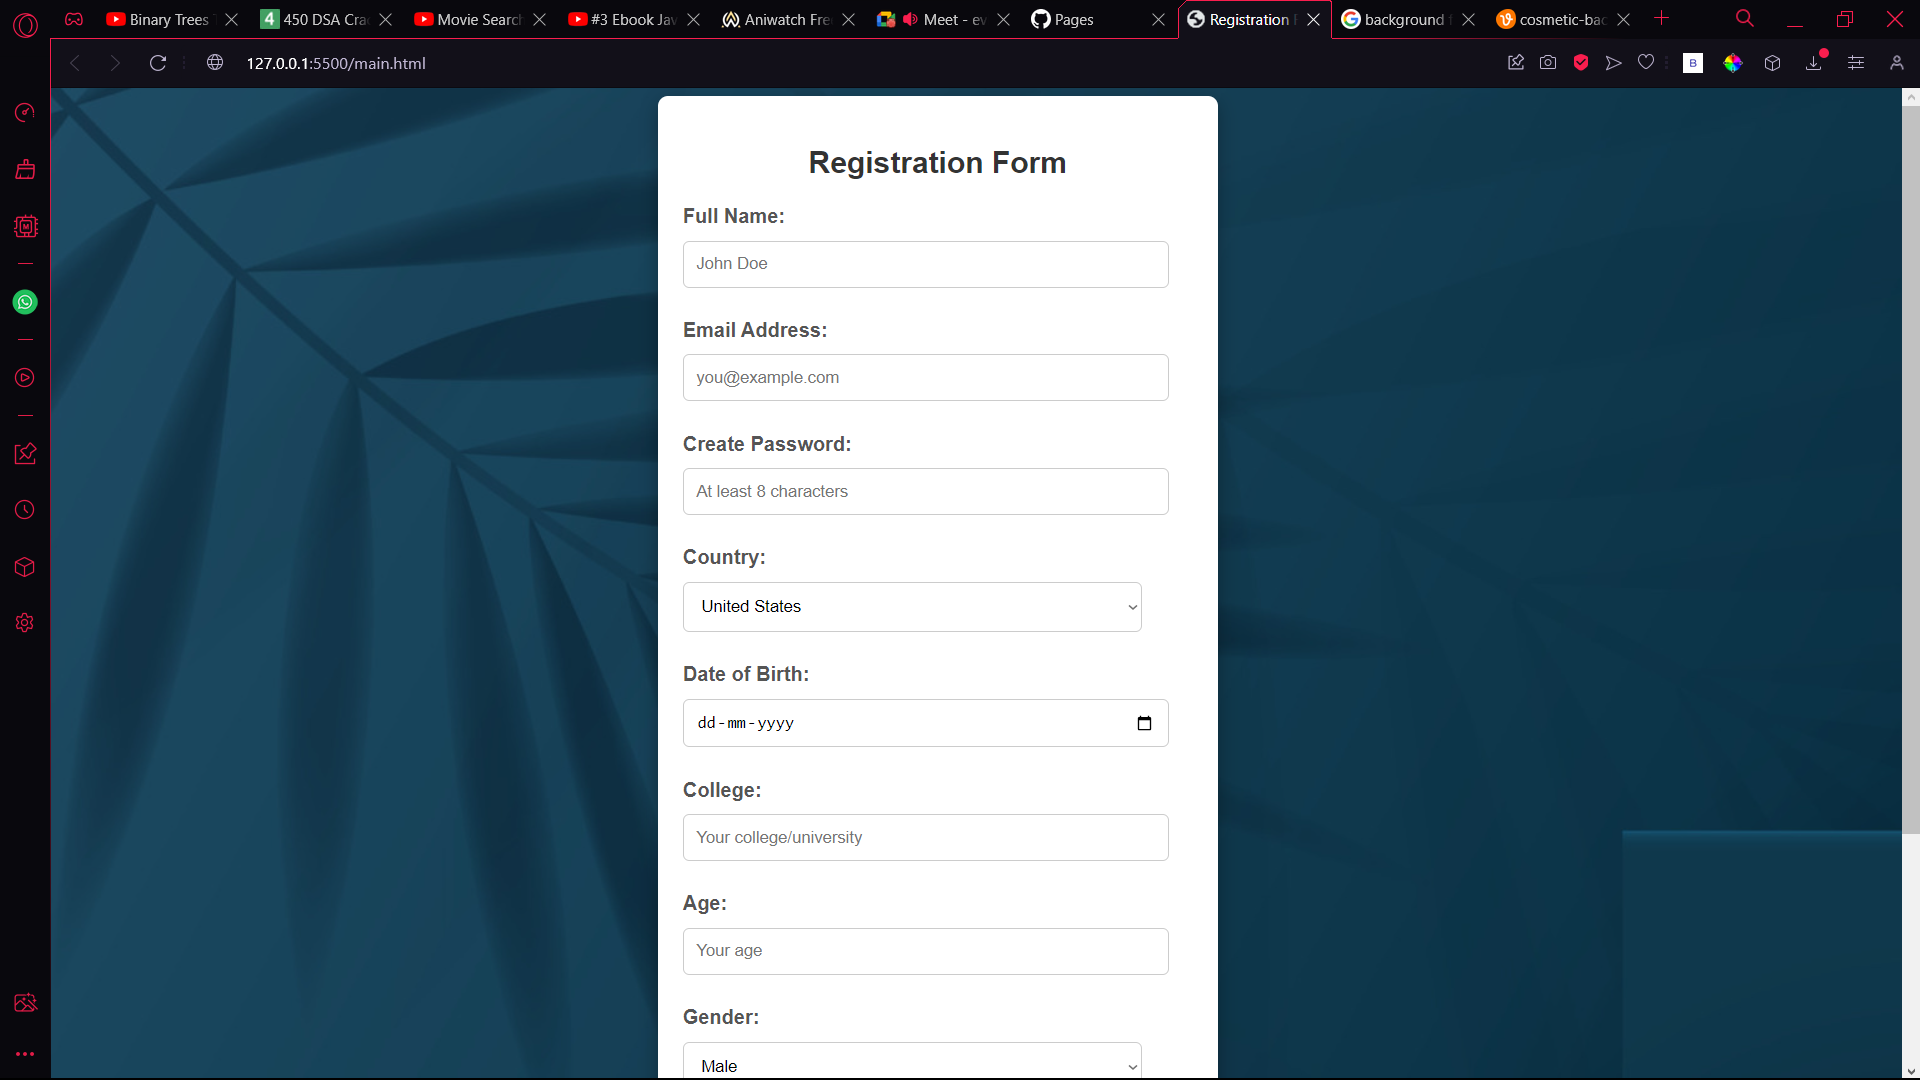 Binary Trees
4 450 DSA Cra
Movie Search
#3 Ebook Jav
Aniwatch Fre
Meet - ev
Pages
Registration F
background
cosmetic-bac
127.0.0.1:5500/main.html
B
Registration Form
Full Name:
John Doe
Email Address:
you@example.com
Create Password:
At least 8 characters
Country:
United States
Date of Birth:
dd-mm-yyyy
College:
Your college/university
Age:
Your age
Gender:
Male